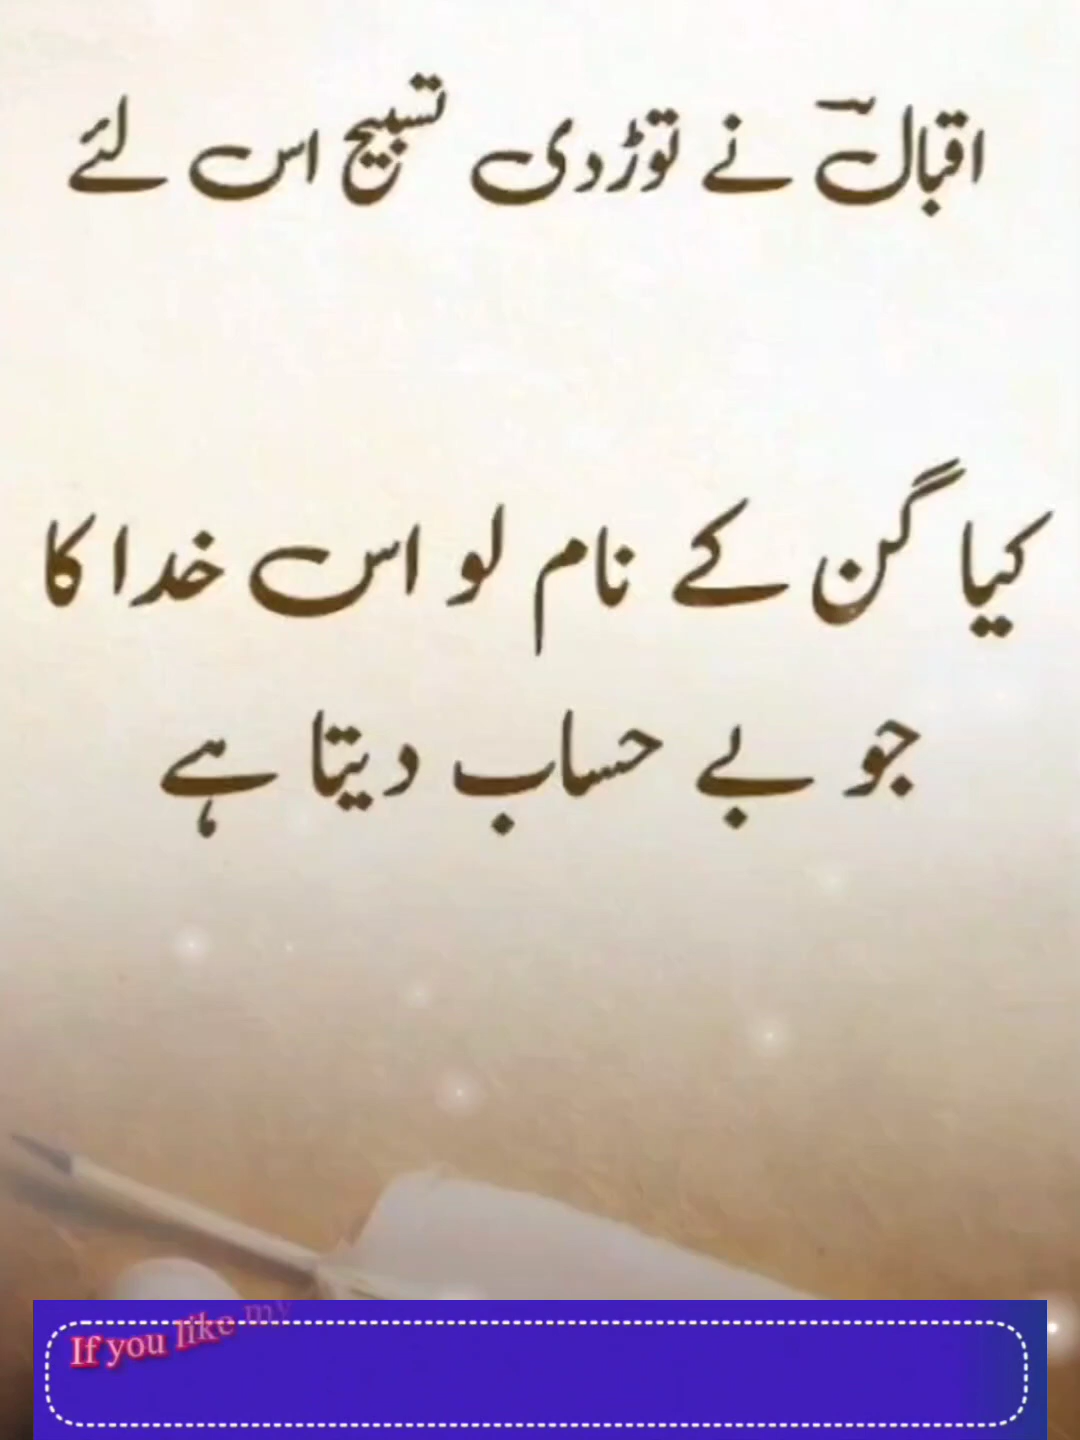 اقبالؔ نے توڑ دی تسبیح اس لئے
کیا گن کے نام لو اس خدا کا
جو بے حساب دیتا ہے
If you like my